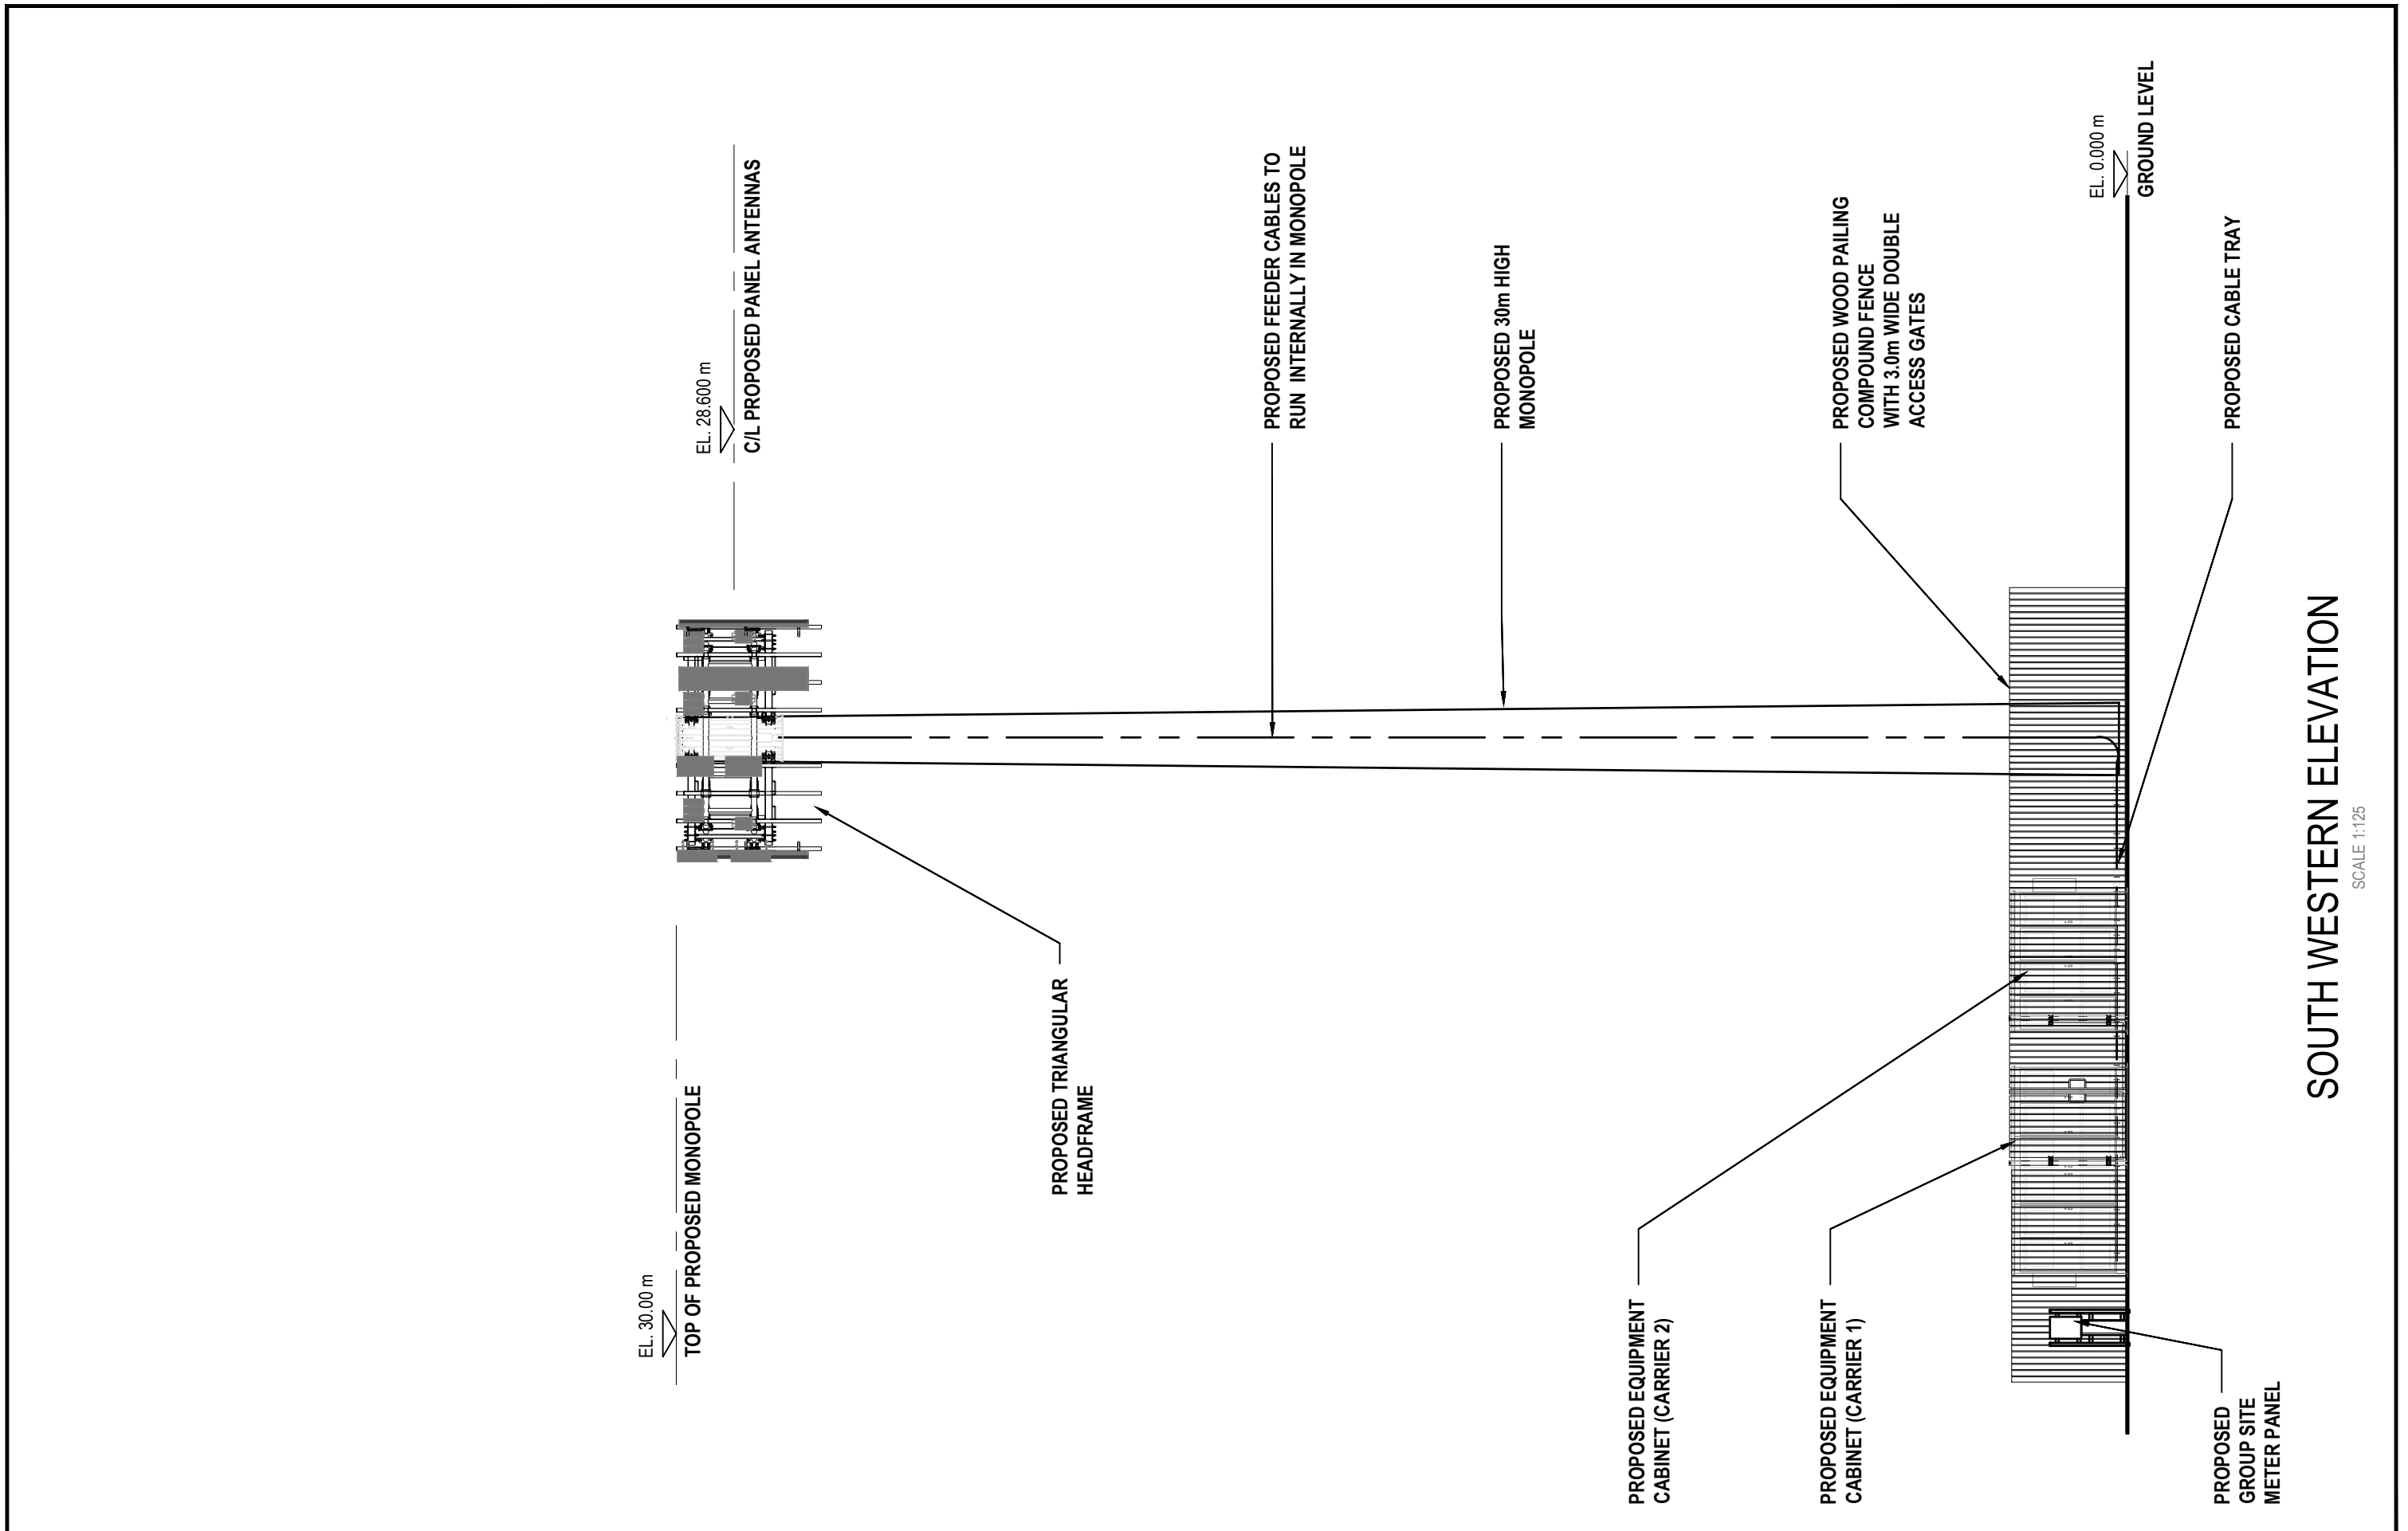 EL. 30.00 m
TOP OF PROPOSED MONOPOLE
EL. 28.600 m
C/L PROPOSED PANEL ANTENNAS
PROPOSED TRIANGULAR
HEADFRAME
PROPOSED FEEDER CABLES TO
RUN INTERNALLY IN MONOPOLE
PROPOSED 30m HIGH
MONOPOLE
PROPOSED EQUIPMENT
CABINET (CARRIER 2)
PROPOSED EQUIPMENT
CABINET (CARRIER 1)
PROPOSED WOOD PAILING
COMPOUND FENCE
WITH 3.0m WIDE DOUBLE
ACCESS GATES
EL. 0.000 m
GROUND LEVEL
PROPOSED CABLE TRAY
PROPOSED
GROUP SITE
METER PANEL
SOUTH WESTERN ELEVATION
SCALE 1:125